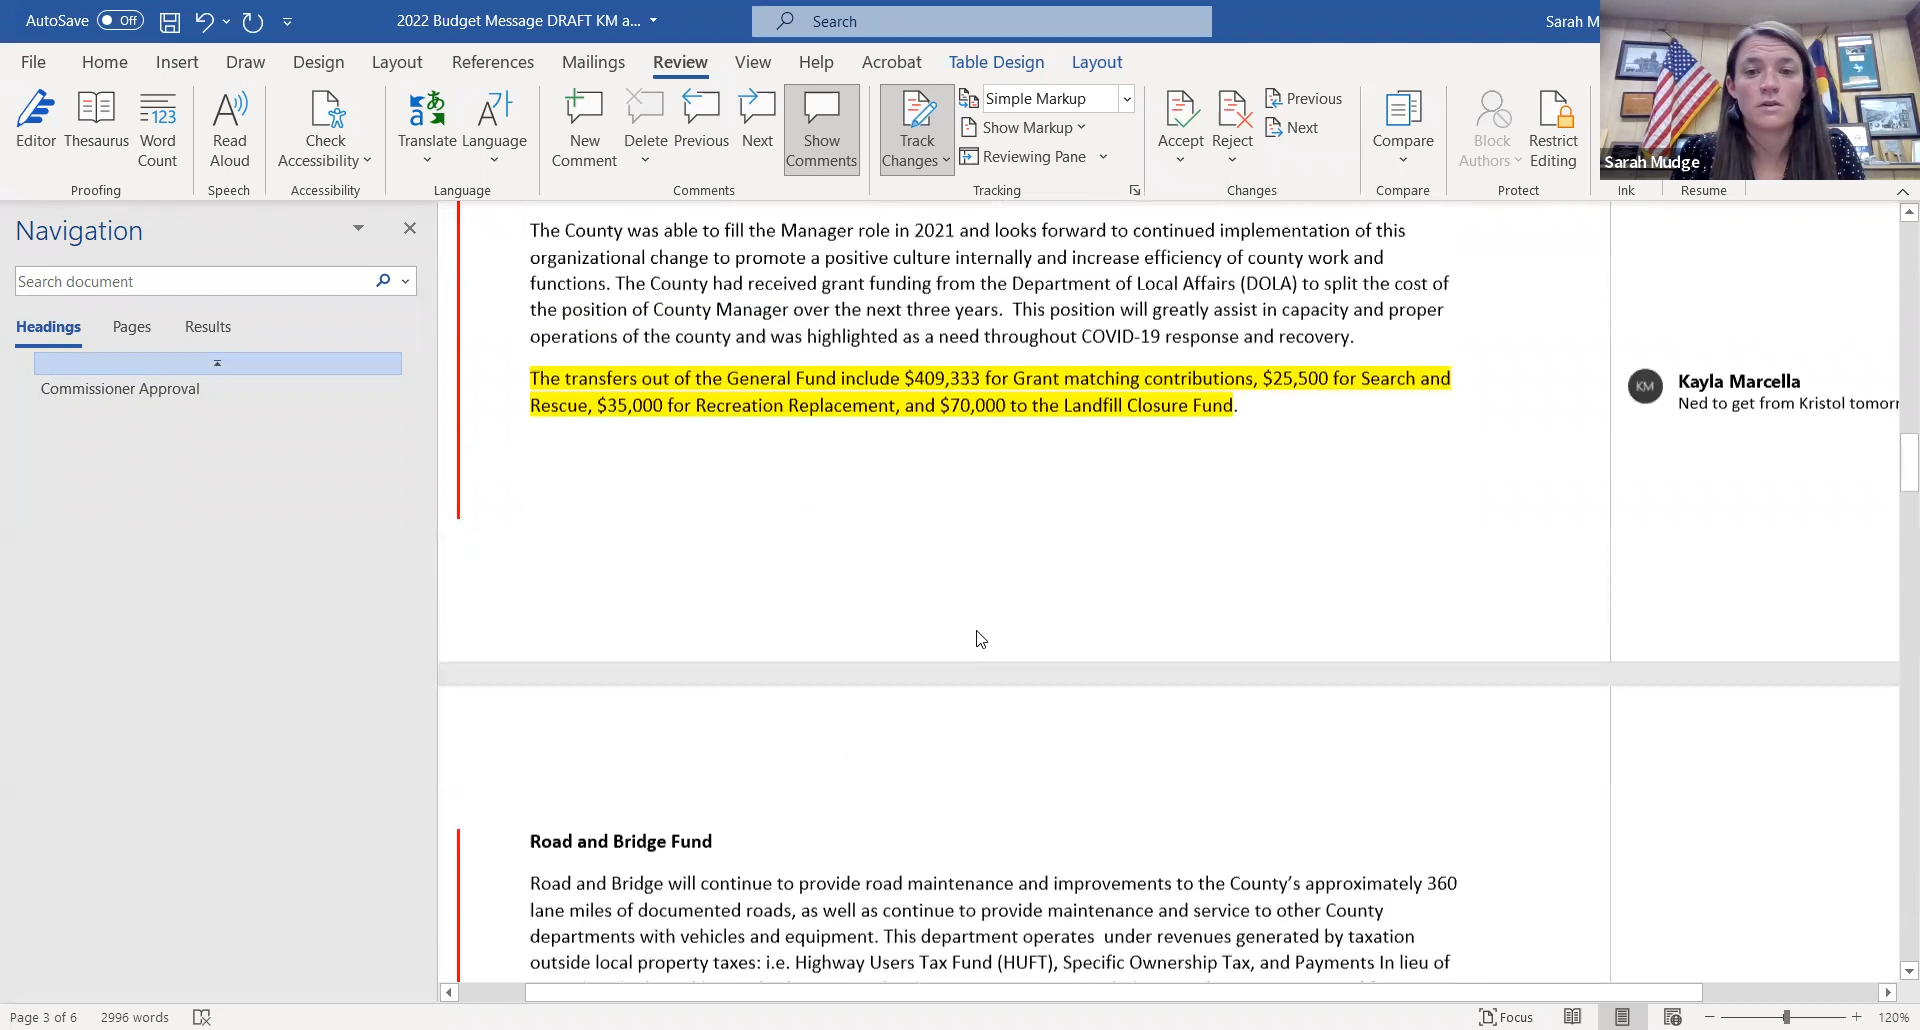 AutoSave Off 2022 Budget Message DRAFT KM a... Search Sarah M
File Home Insert Draw Design Layout References Mailings Review View Help Acrobat Table Design Layout
Editor Thesaurus Word Count Read Aloud Check Accessibility Translate Language New Comment Delete Previous Next Show Comments Track Changes Simple Markup Show Markup Reviewing Pane Accept Reject Previous Next Compare Block Authors Restrict Editing
Sarah Mudge
Proofing Speech Accessibility Language Comments Tracking Changes Compare Protect Ink Resume
Navigation
Search document
Headings Pages Results
Commissioner Approval
The County was able to fill the Manager role in 2021 and looks forward to continued implementation of this
organizational change to promote a positive culture internally and increase efficiency of county work and
functions. The County had received grant funding from the Department of Local Affairs (DOLA) to split the cost of
the position of County Manager over the next three years. This position will greatly assist in capacity and proper
operations of the county and was highlighted as a need throughout COVID-19 response and recovery.
The transfers out of the General Fund include $409,333 for Grant matching contributions, $25,500 for Search and
Rescue, $35,000 for Recreation Replacement, and $70,000 to the Landfill Closure Fund.
KM Kayla Marcella
Ned to get from Kristol tomorr
Road and Bridge Fund
Road and Bridge will continue to provide road maintenance and improvements to the County's approximately 360
lane miles of documented roads, as well as continue to provide maintenance and service to other County
departments with vehicles and equipment. This department operates under revenues generated by taxation
outside local property taxes: i.e. Highway Users Tax Fund (HUFT), Specific Ownership Tax, and Payments In lieu of
Page 3 of 6 2996 words Focus 120%